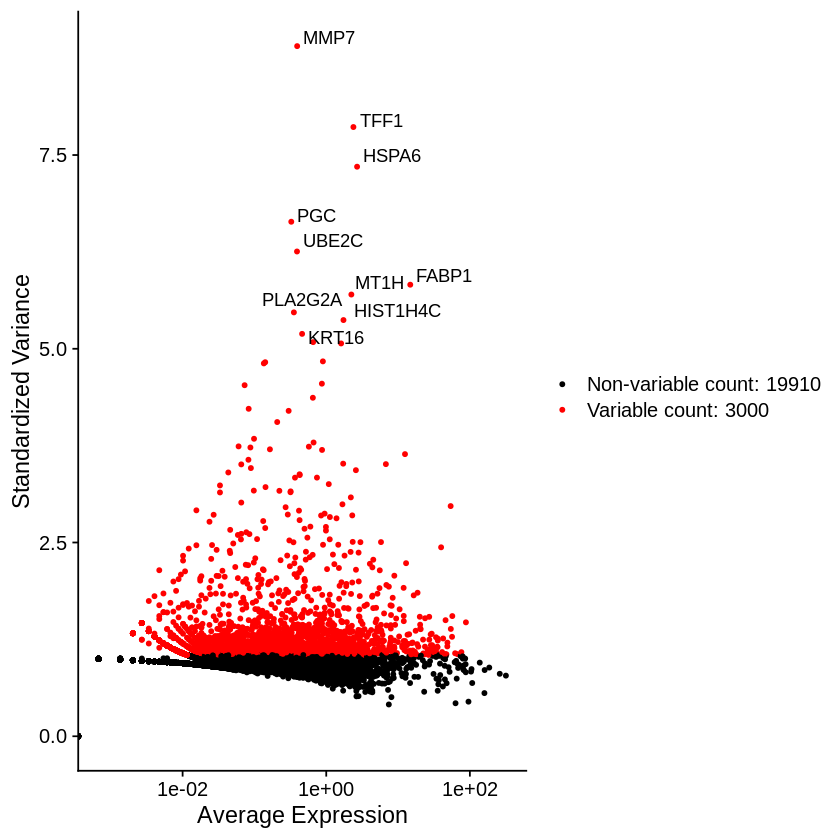 MMP7
TFF1
HSPA6
PGC
UBE2C
FABP1
MT1H
PLA2G2A
HIST1H4C
KRT16
7.5
5.0
2.5
0.0
Standardized Variance
1e-02 1e+00 1e+02
Average Expression
Non-variable count: 19910
Variable count: 3000